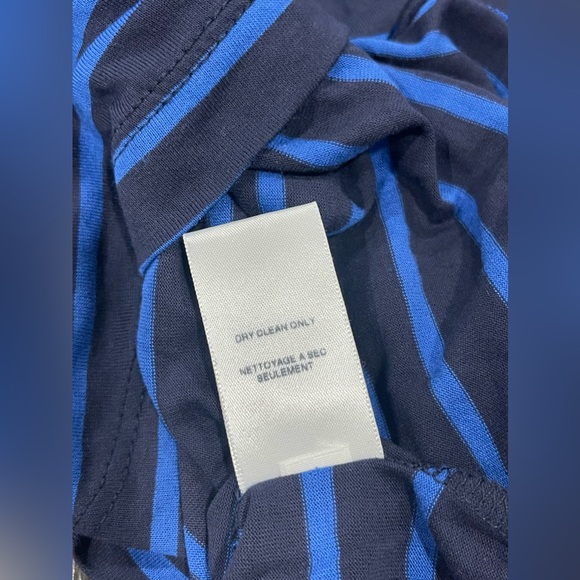 DRY CLEAN ONLY
NETTOYAGE A SEC
SEULEMENT